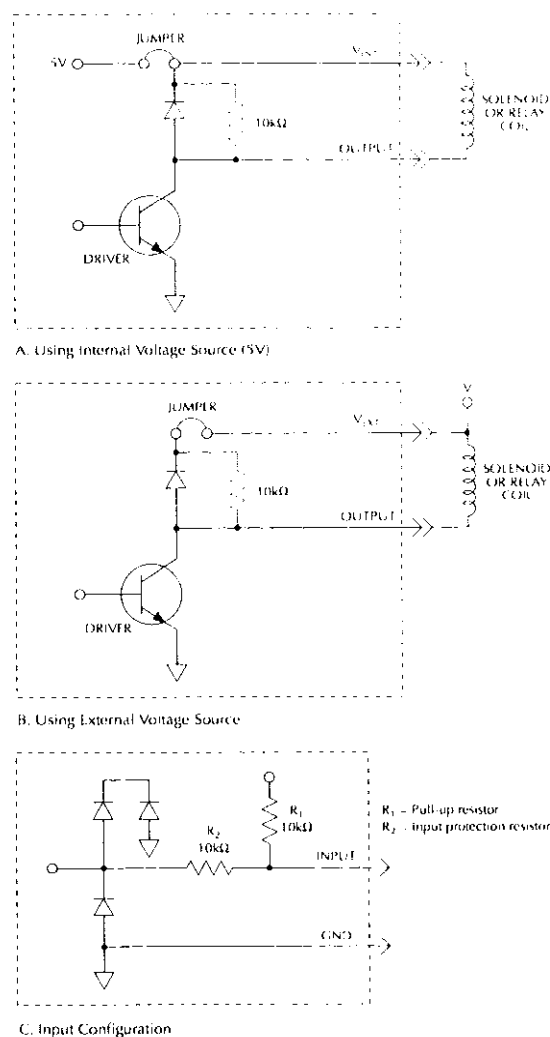 JUMPER
5V
VEXT
10kΩ
SOLENOID
OR RELAY
COIL
OUTPUT
DRIVER
A. Using Internal Voltage Source (5V)
V
JUMPER
VEXT
SOLENOID
OR RELAY
COIL
10kΩ
OUTPUT
DRIVER
B. Using External Voltage Source
R1
10kΩ
R1 – Pull-up resistor
R2 – Input protection resistor
R2
10kΩ
INPUT
GND
C. Input Configuration